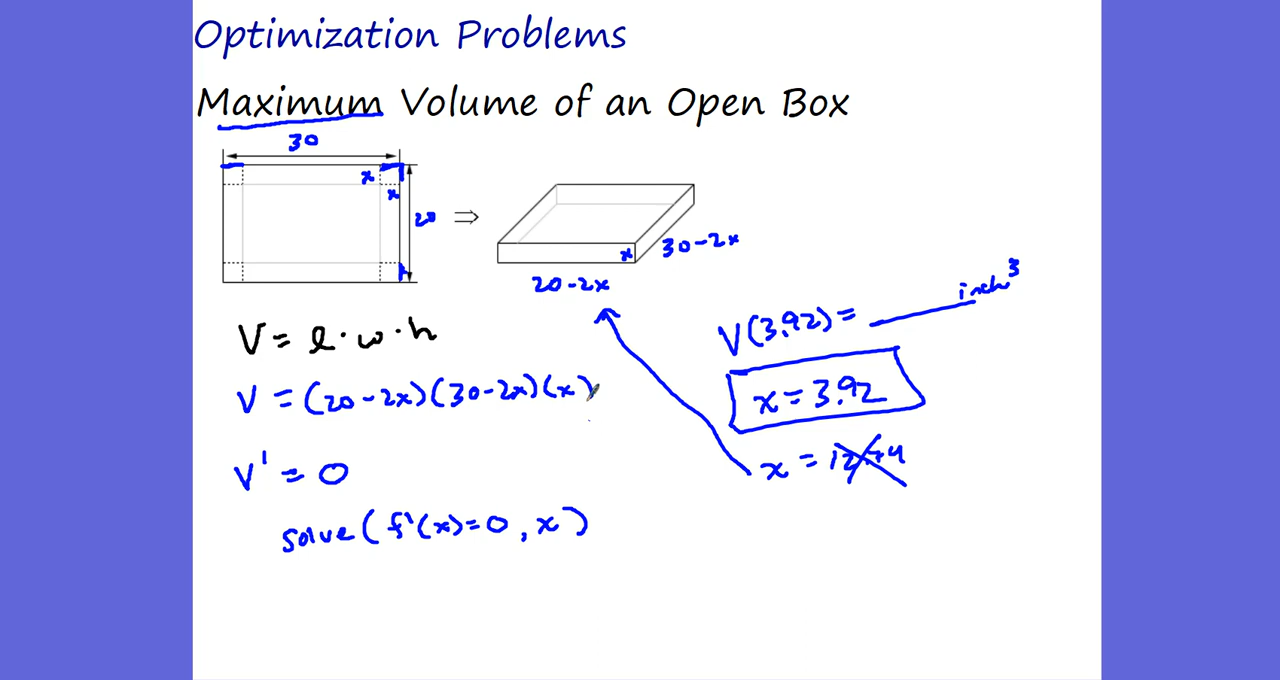 Optimization Problems
Maximum Volume of an Open Box
30
x
x
20
x
30-2x
20-2x
V = l·w·h
V(3.92) = ______ inch³
V = (20-2x)(30-2x)(x)
x = 3.92
V' = 0
x =
solve(f'(x)=0, x)